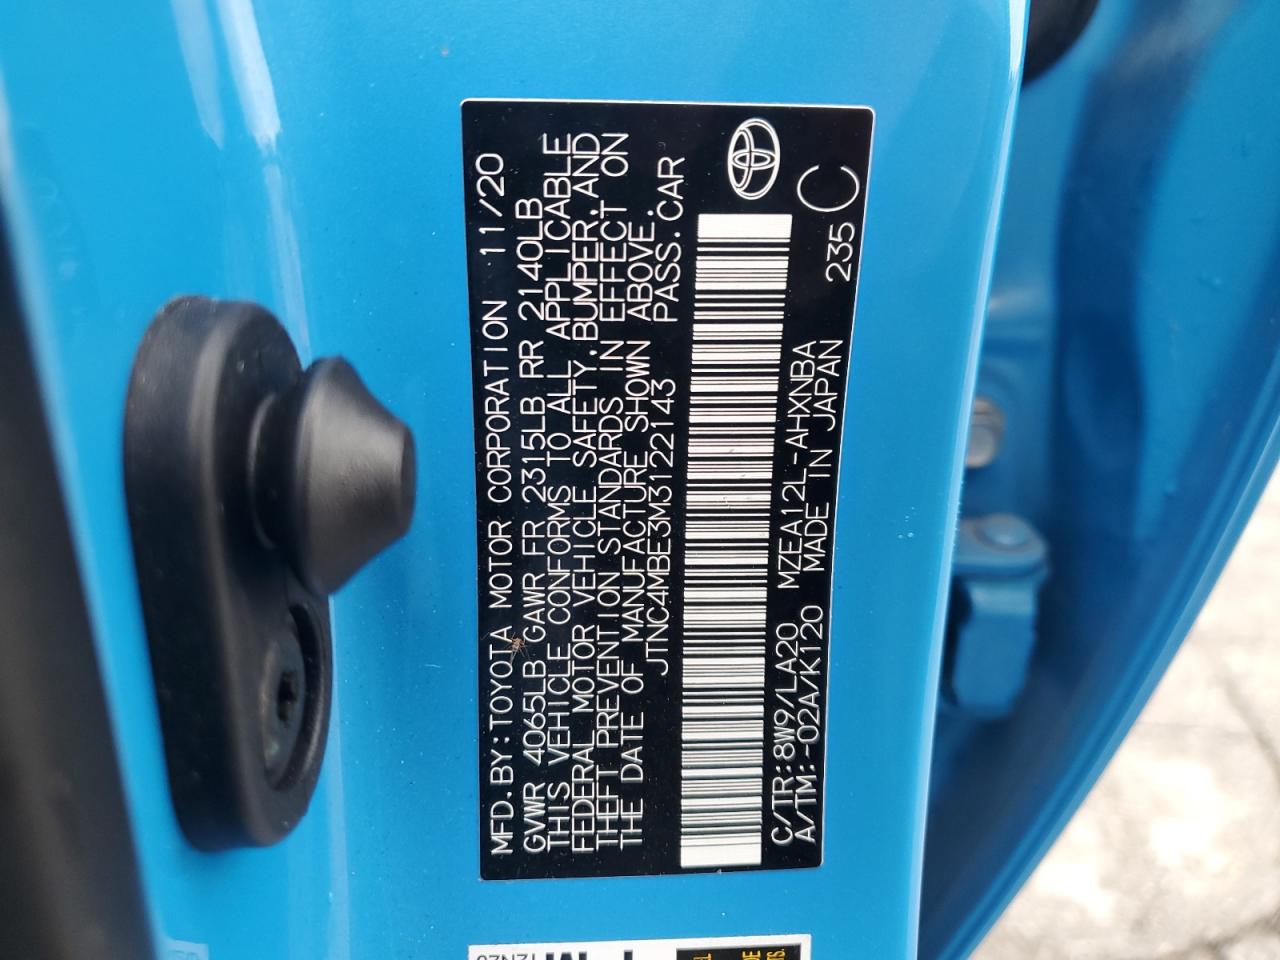 MFD.BY:TOYOTA MOTOR CORPORATION 11/20
GVWR 4065LB GAWR FR 2315LB RR 2140LB
THIS VEHICLE CONFORMS TO ALL APPLICABLE
FEDERAL MOTOR VEHICLE SAFETY,BUMPER,AND
THEFT PREVENTION STANDARDS IN EFFECT ON
THE DATE OF MANUFACTURE SHOWN ABOVE.
JTNC4MBE3M3122143 PASS.CAR
C/TR:8W9/LA20 MZEA12L-AHXNBA
A/TM:-02A/K120 MADE IN JAPAN 235 C